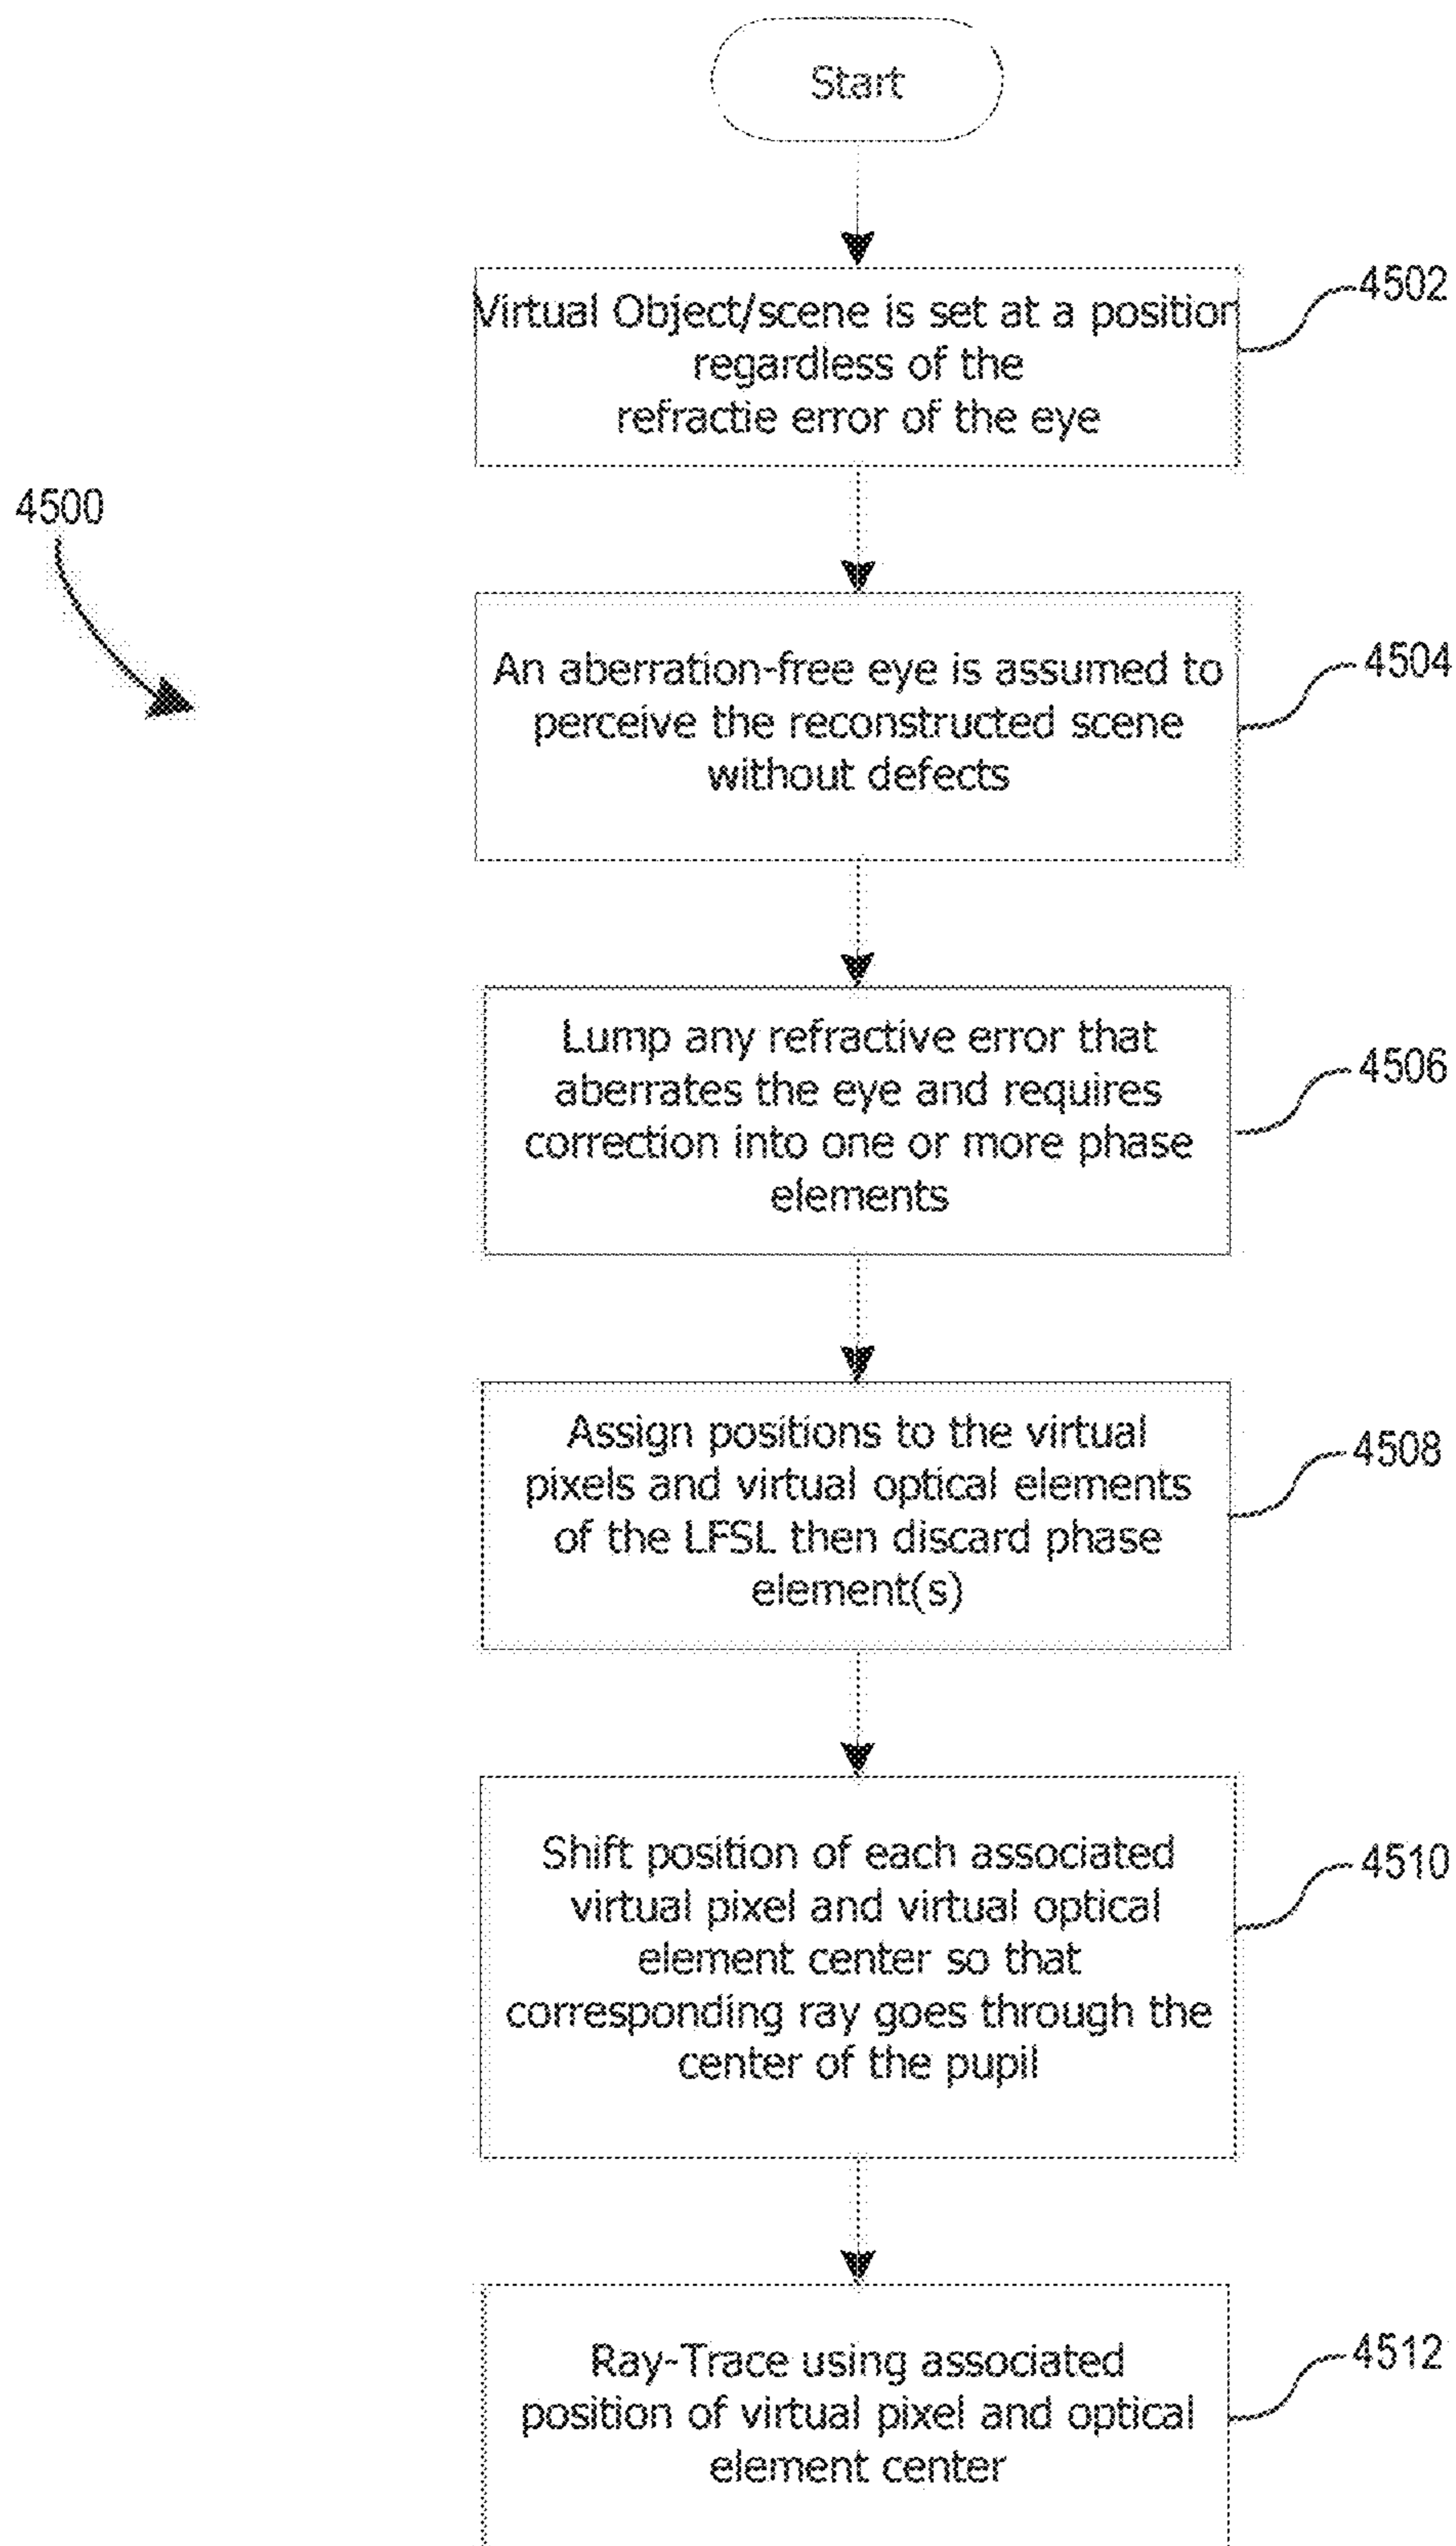 Start
Virtual Object/scene is set at a position
regardless of the
refractie error of the eye
4502
4500
An aberration-free eye is assumed to
perceive the reconstructed scene
without defects
4504
Lump any refractive error that
aberrates the eye and requires
correction into one or more phase
elements
4506
Assign positions to the virtual
pixels and virtual optical elements
of the LFSL then discard phase
element(s)
4508
Shift position of each associated
virtual pixel and virtual optical
element center so that
corresponding ray goes through the
center of the pupil
4510
Ray-Trace using associated
position of virtual pixel and optical
element center
4512